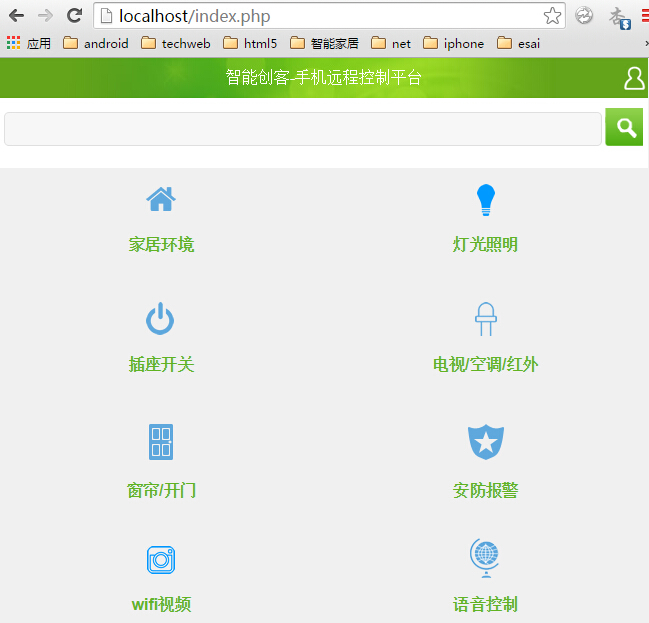 localhost/index.php
应用 android techweb html5 智能家居 net iphone esai
智能创客-手机远程控制平台
家居环境 灯光照明
插座开关 电视/空调/红外
窗帘/开门 安防报警
wifi视频 语音控制